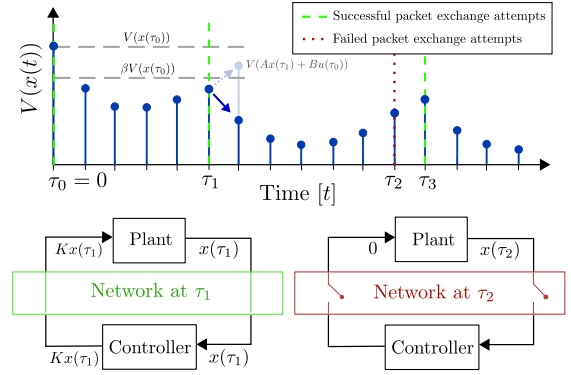 Successful packet exchange attempts
Failed packet exchange attempts
V(x(t))
V(x(τ₀))
βV(x(τ₀))
V(Ax(τ₁) + Bu(τ₀))
τ₀ = 0
τ₁
τ₂
τ₃
Time [t]
Plant
Kx(τ₁)
x(τ₁)
Network at τ₁
Controller
Kx(τ₁)
x(τ₁)
Plant
0
x(τ₂)
Network at τ₂
Controller